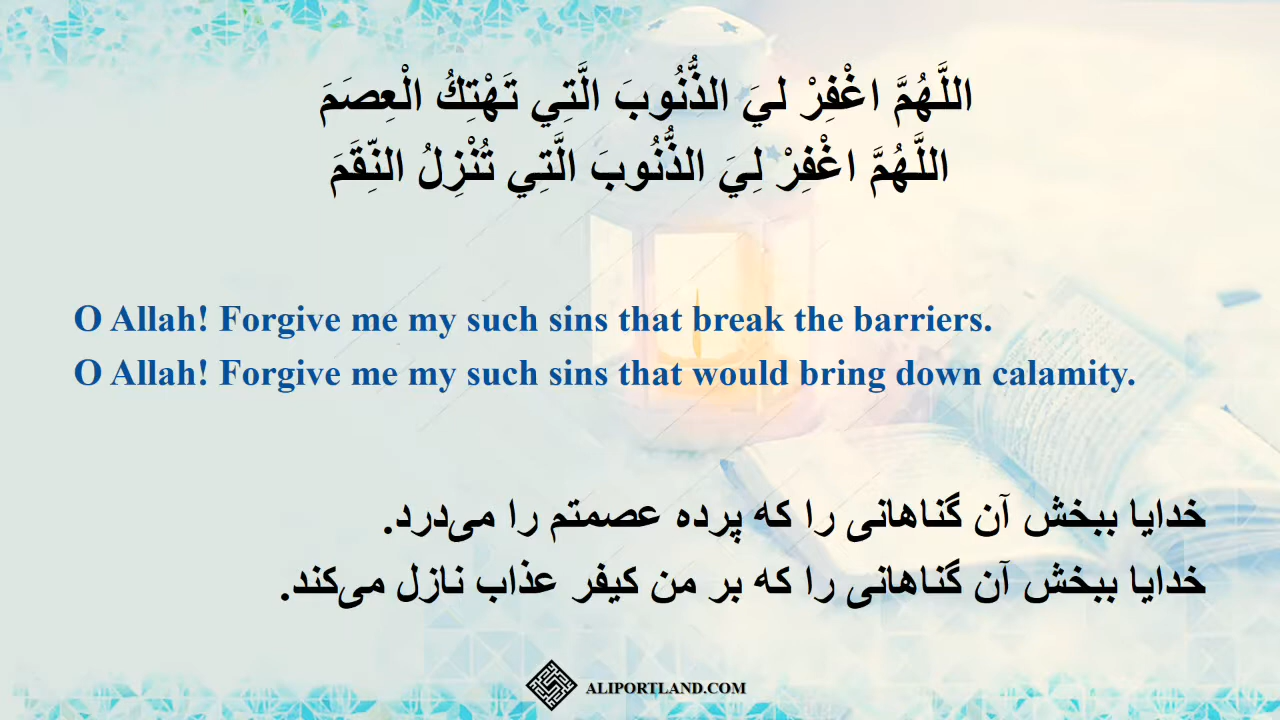 اللَّهُمَّ اغْفِرْ ليَ الذُّنُوبَ الَّتِي تَهْتِكُ الْعِصَمَ
اللَّهُمَّ اغْفِرْ لِيَ الذُّنُوبَ الَّتِي تُنْزِلُ النِّقَمَ
O Allah! Forgive me my such sins that break the barriers.
O Allah! Forgive me my such sins that would bring down calamity.
خدایا ببخش آن گناهانی را که پرده عصمتم را می‌درد.
خدایا ببخش آن گناهانی را که بر من کیفر عذاب نازل می‌کند.
ALIPORTLAND.COM